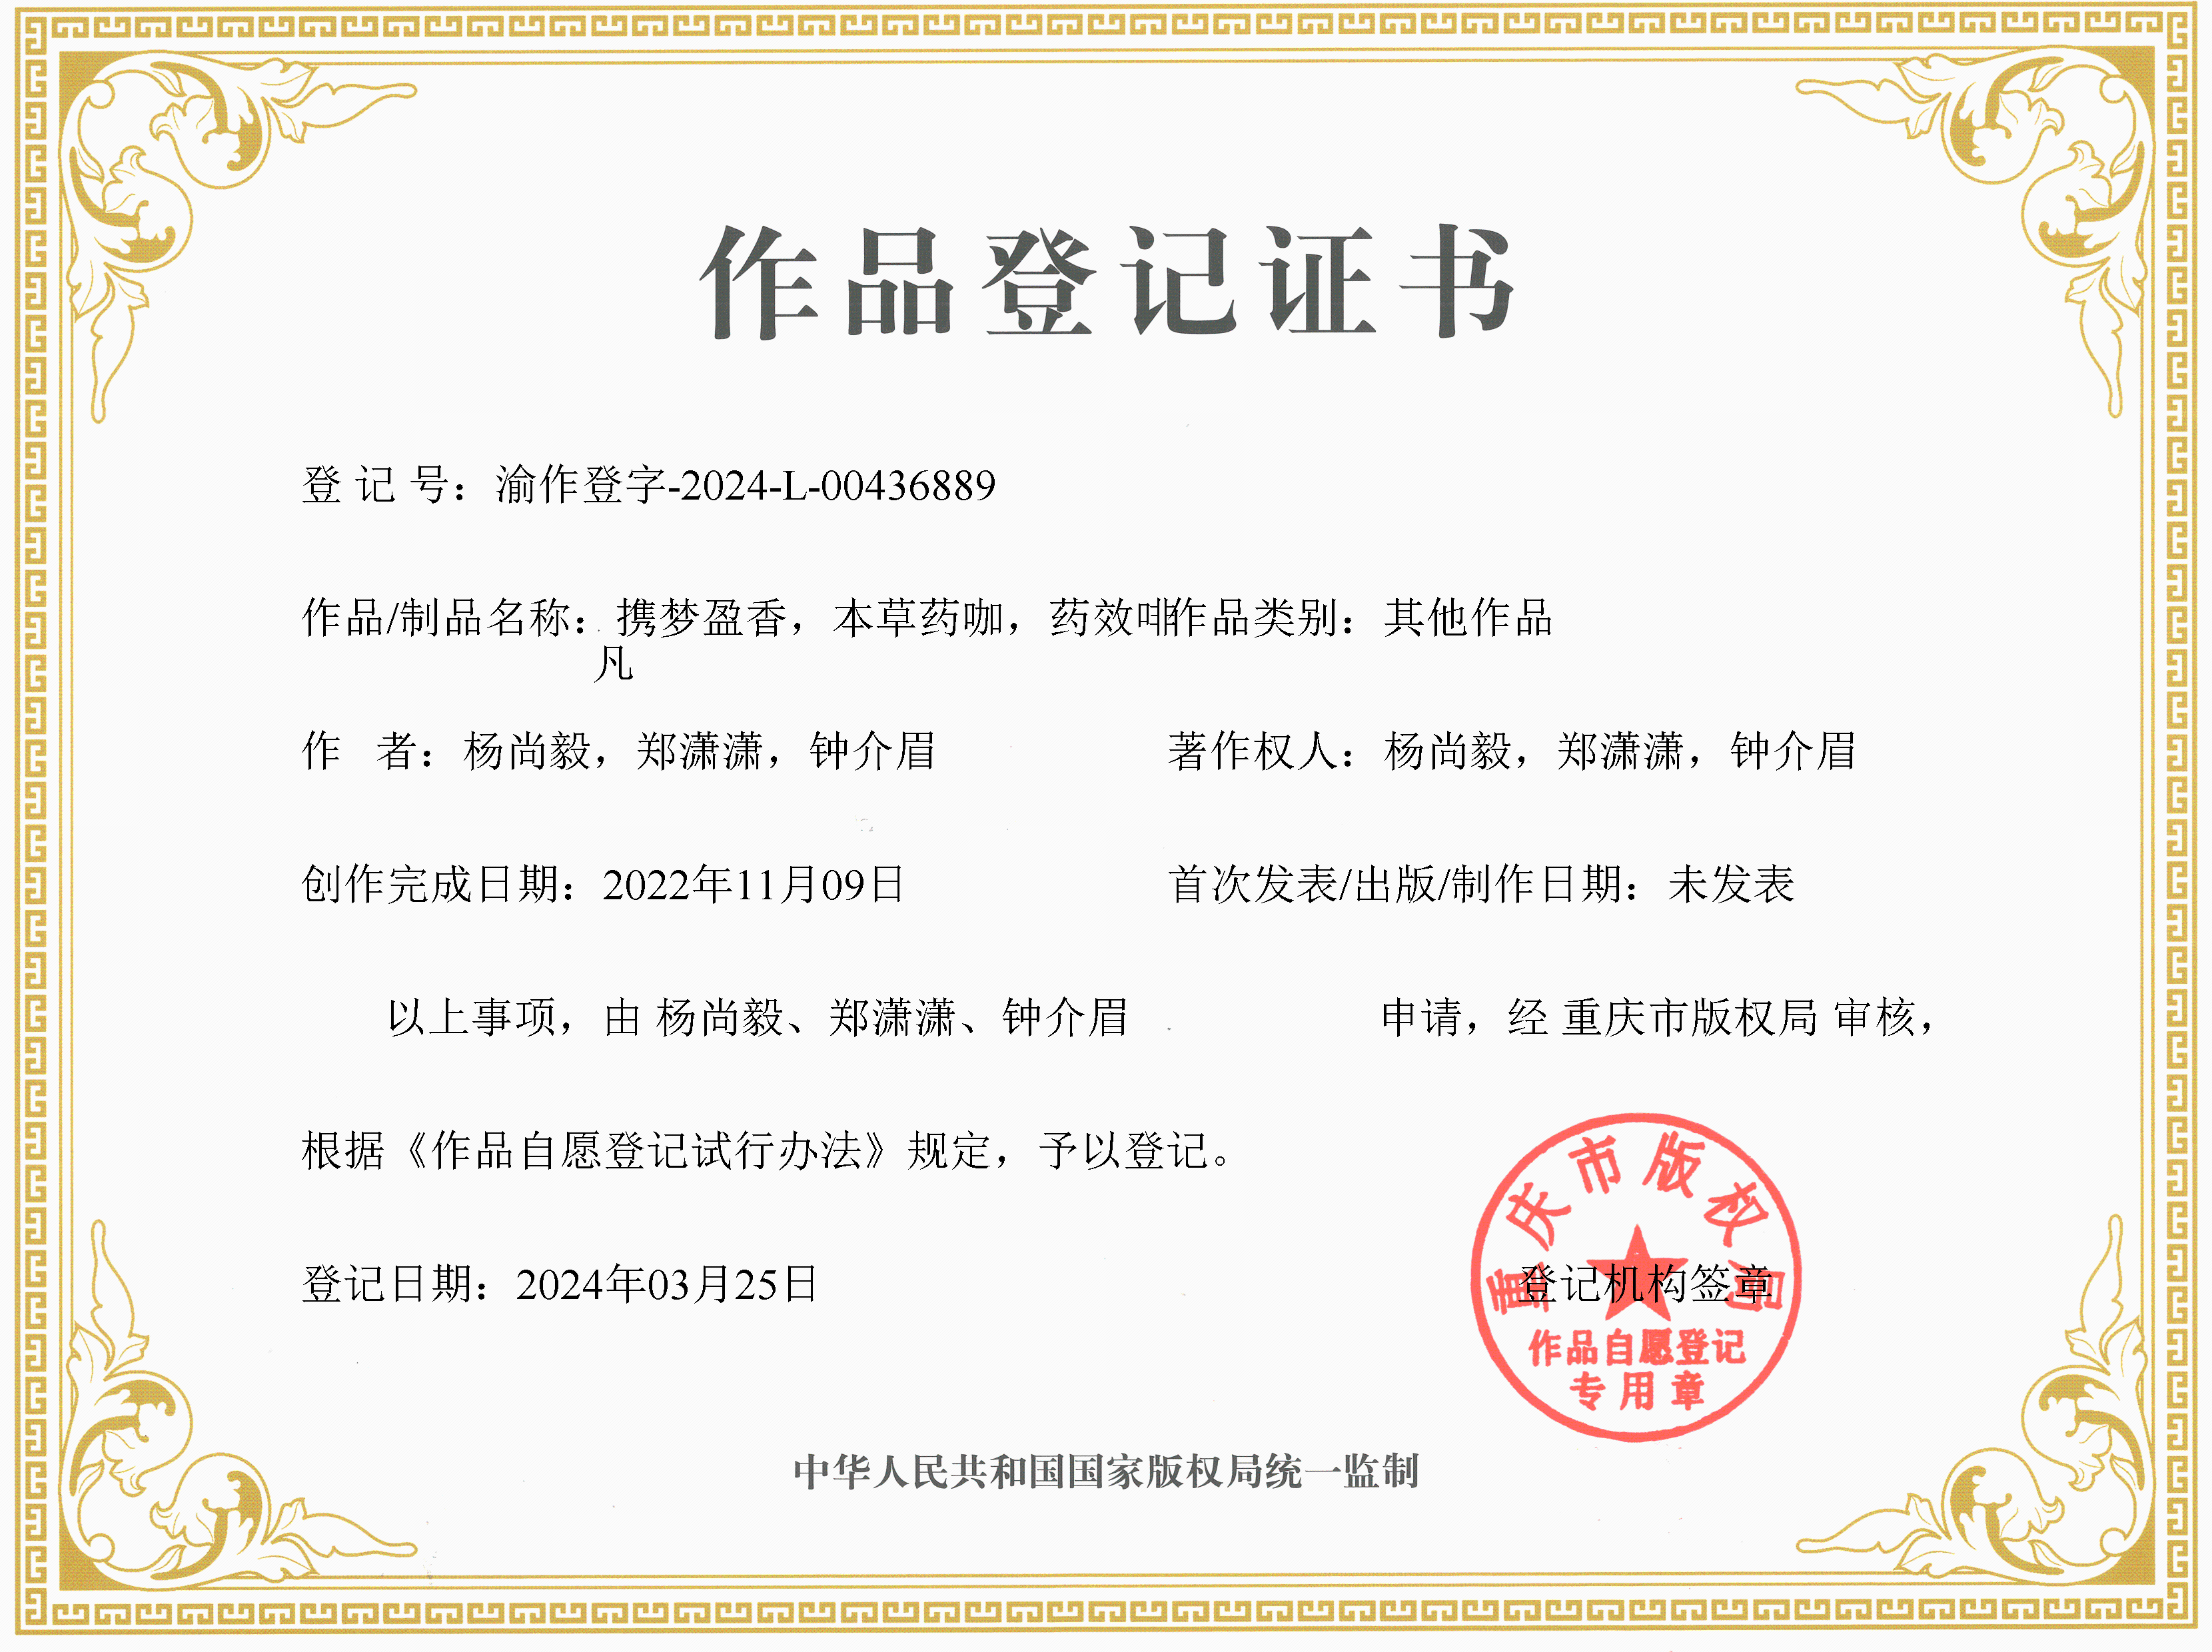 作品登记证书
登 记 号：渝作登字-2024-L-00436889
作品/制品名称：携梦盈香，本草药咖，药效啡凡 作品类别：其他作品
作 者：杨尚毅，郑潇潇，钟介眉 著作权人：杨尚毅，郑潇潇，钟介眉
创作完成日期：2022年11月09日 首次发表/出版/制作日期：未发表
以上事项，由 杨尚毅、郑潇潇、钟介眉 申请，经 重庆市版权局 审核，
根据《作品自愿登记试行办法》规定，予以登记。
登记日期：2024年03月25日 登记机构签章
重庆市版权局
作品自愿登记
专用章
中华人民共和国国家版权局统一监制